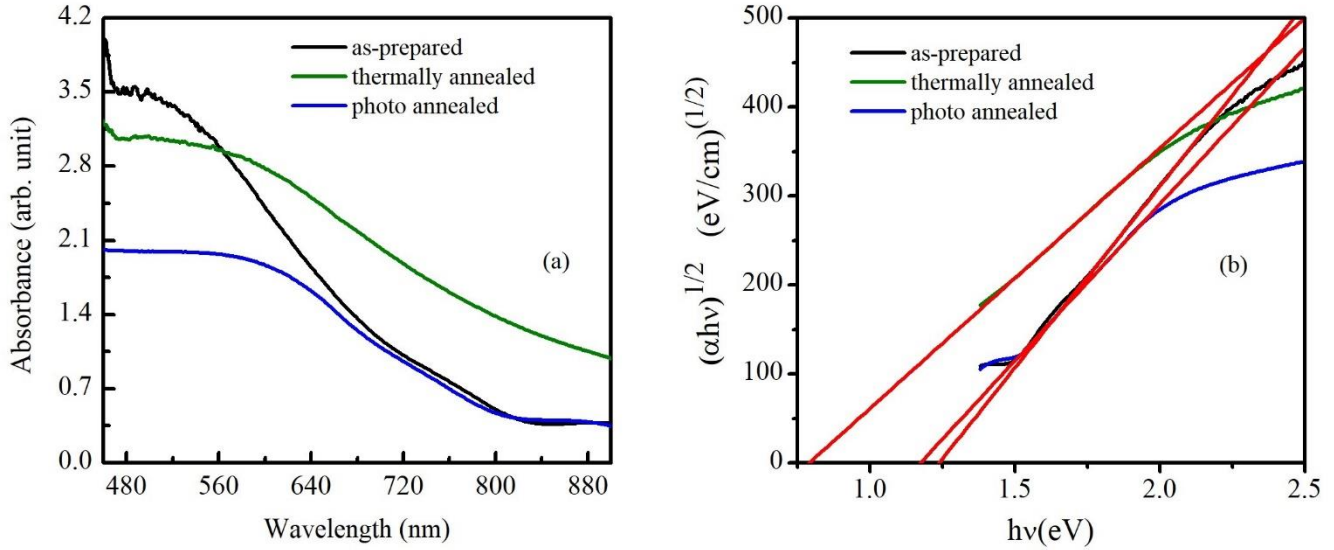 4.2
3.5
2.8
2.1
1.4
0.7
0.0
Absorbance (arb. unit)
as-prepared
thermally annealed
photo annealed
(a)
480 560 640 720 800 880
Wavelength (nm)
500
400
300
200
100
0
(αhν)^1/2 (eV/cm)^(1/2)
as-prepared
thermally annealed
photo annealed
(b)
1.0 1.5 2.0 2.5
hν(eV)